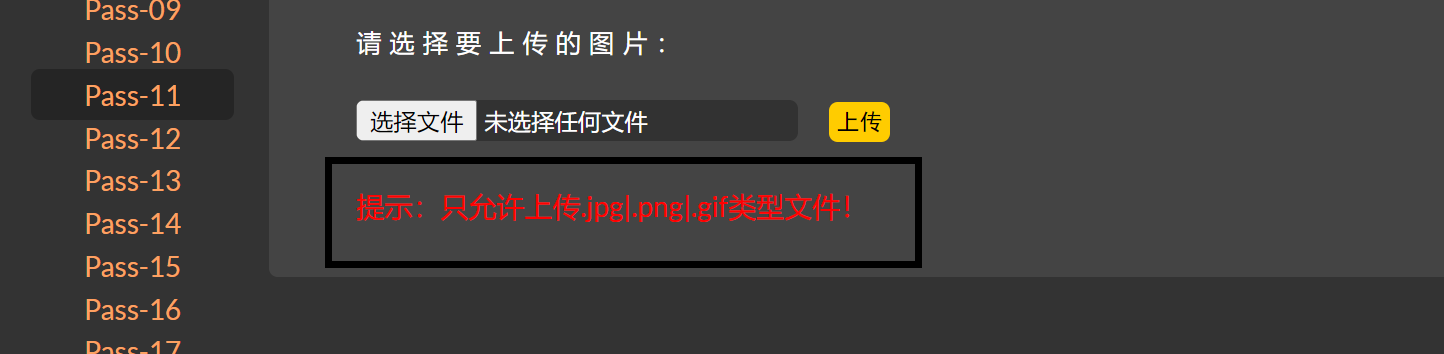 Pass-09
Pass-10
Pass-11
Pass-12
Pass-13
Pass-14
Pass-15
Pass-16
Pass-17
请选择要上传的图片：
选择文件 未选择任何文件 上传
提示：只允许上传.jpg|.png|.gif类型文件！